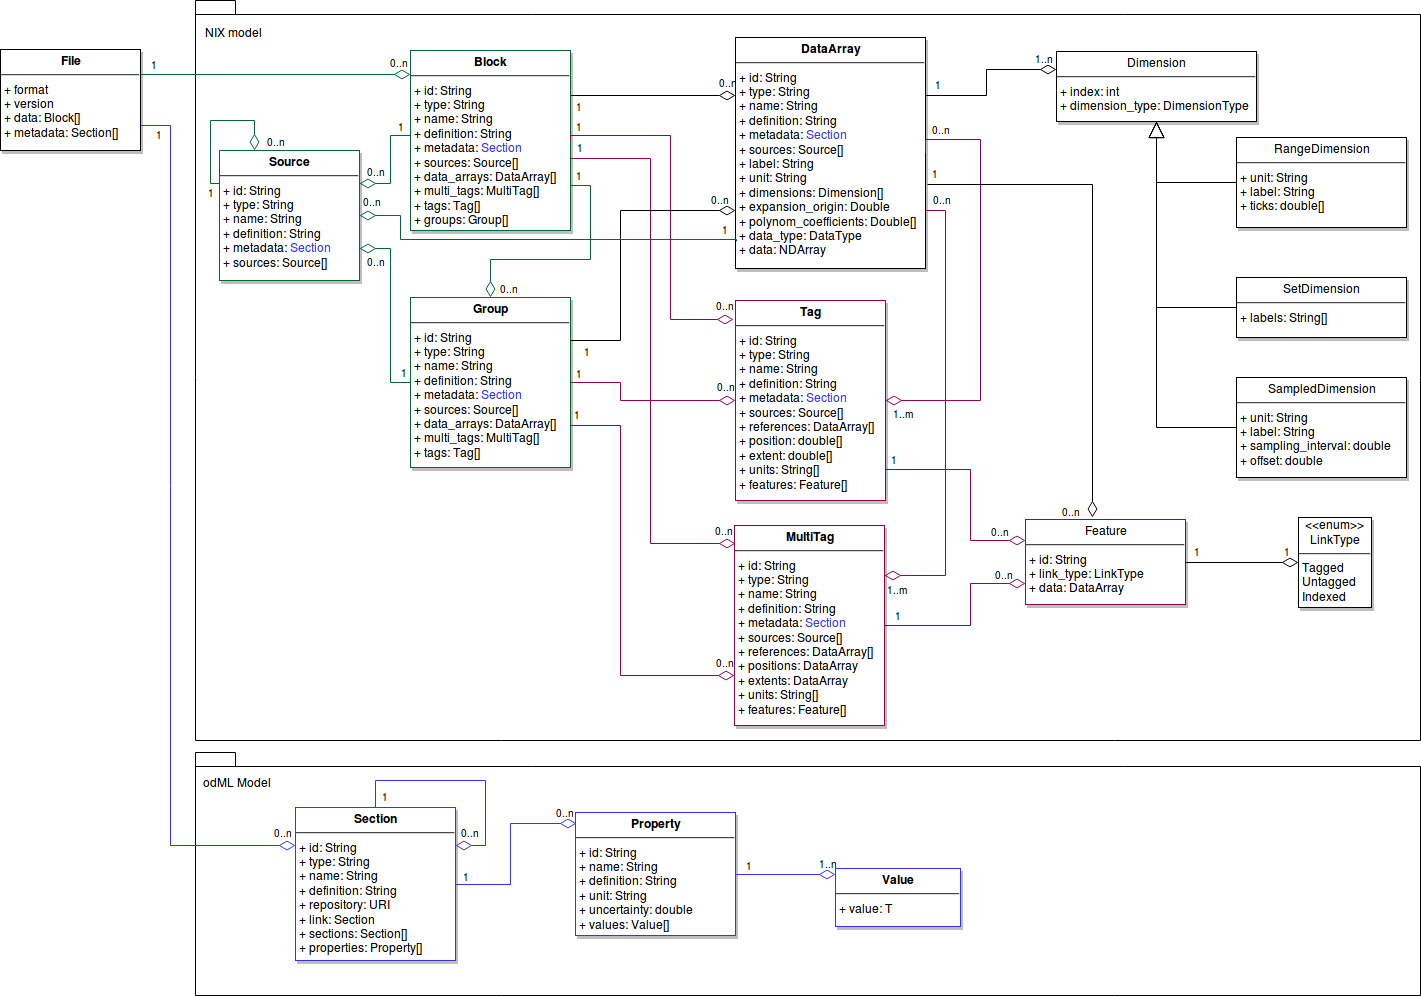 NIX model
File
+ format
+ version
+ data: Block[]
+ metadata: Section[]
1
1
Source
+ id: String
+ type: String
+ name: String
+ definition: String
+ metadata: Section
+ sources: Source[]
0..n
1
0..n
0..n
0..n
Block
+ id: String
+ type: String
+ name: String
+ definition: String
+ metadata: Section
+ sources: Source[]
+ data_arrays: DataArray[]
+ multi_tags: MultiTag[]
+ tags: Tag[]
+ groups: Group[]
0..n
1
1
1
1
1
Group
+ id: String
+ type: String
+ name: String
+ definition: String
+ metadata: Section
+ sources: Source[]
+ data_arrays: DataArray[]
+ multi_tags: MultiTag[]
+ tags: Tag[]
0..n
1
1
1
1
DataArray
+ id: String
+ type: String
+ name: String
+ definition: String
+ metadata: Section
+ sources: Source[]
+ label: String
+ unit: String
+ dimensions: Dimension[]
+ expansion_origin: Double
+ polynom_coefficients: Double[]
+ data_type: DataType
+ data: NDArray
0..n
0..n
1
1
0..n
1
0..n
Tag
+ id: String
+ type: String
+ name: String
+ definition: String
+ metadata: Section
+ sources: Source[]
+ references: DataArray[]
+ position: double[]
+ extent: double[]
+ units: String[]
+ features: Feature[]
0..n
0..n
1..m
1
MultiTag
+ id: String
+ type: String
+ name: String
+ definition: String
+ metadata: Section
+ sources: Source[]
+ references: DataArray[]
+ positions: DataArray
+ extents: DataArray
+ units: String[]
+ features: Feature[]
0..n
0..n
1..m
1
Dimension
+ index: int
+ dimension_type: DimensionType
1..n
RangeDimension
+ unit: String
+ label: String
+ ticks: double[]
SetDimension
+ labels: String[]
SampledDimension
+ unit: String
+ label: String
+ sampling_interval: double
+ offset: double
Feature
+ id: String
+ link_type: LinkType
+ data: DataArray
0..n
0..n
0..n
1
1
<<enum>>
LinkType
Tagged
Untagged
Indexed
odML Model
Section
+ id: String
+ type: String
+ name: String
+ definition: String
+ repository: URI
+ link: Section
+ sections: Section[]
+ properties: Property[]
0..n
1
0..n
1
Property
+ id: String
+ name: String
+ definition: String
+ unit: String
+ uncertainty: double
+ values: Value[]
0..n
1
1..n
Value
+ value: T